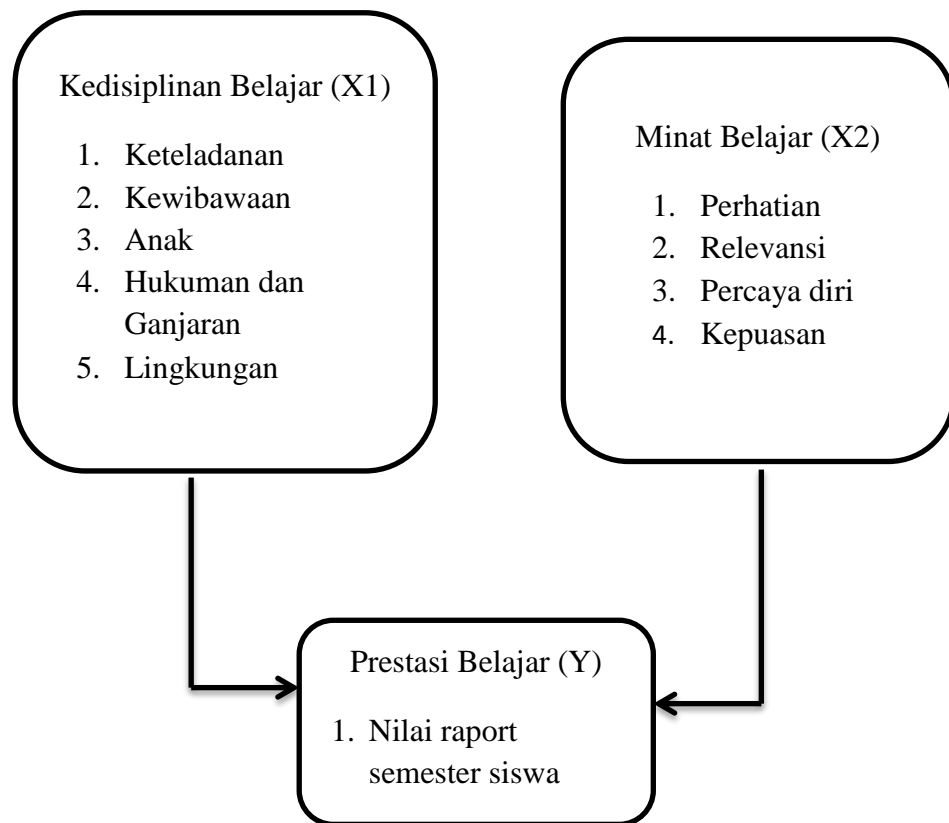 Kedisiplinan Belajar (X1)
1. Keteladanan
2. Kewibawaan
3. Anak
4. Hukuman dan
Ganjaran
5. Lingkungan
Minat Belajar (X2)
1. Perhatian
2. Relevansi
3. Percaya diri
4. Kepuasan
Prestasi Belajar (Y)
1. Nilai raport
semester siswa